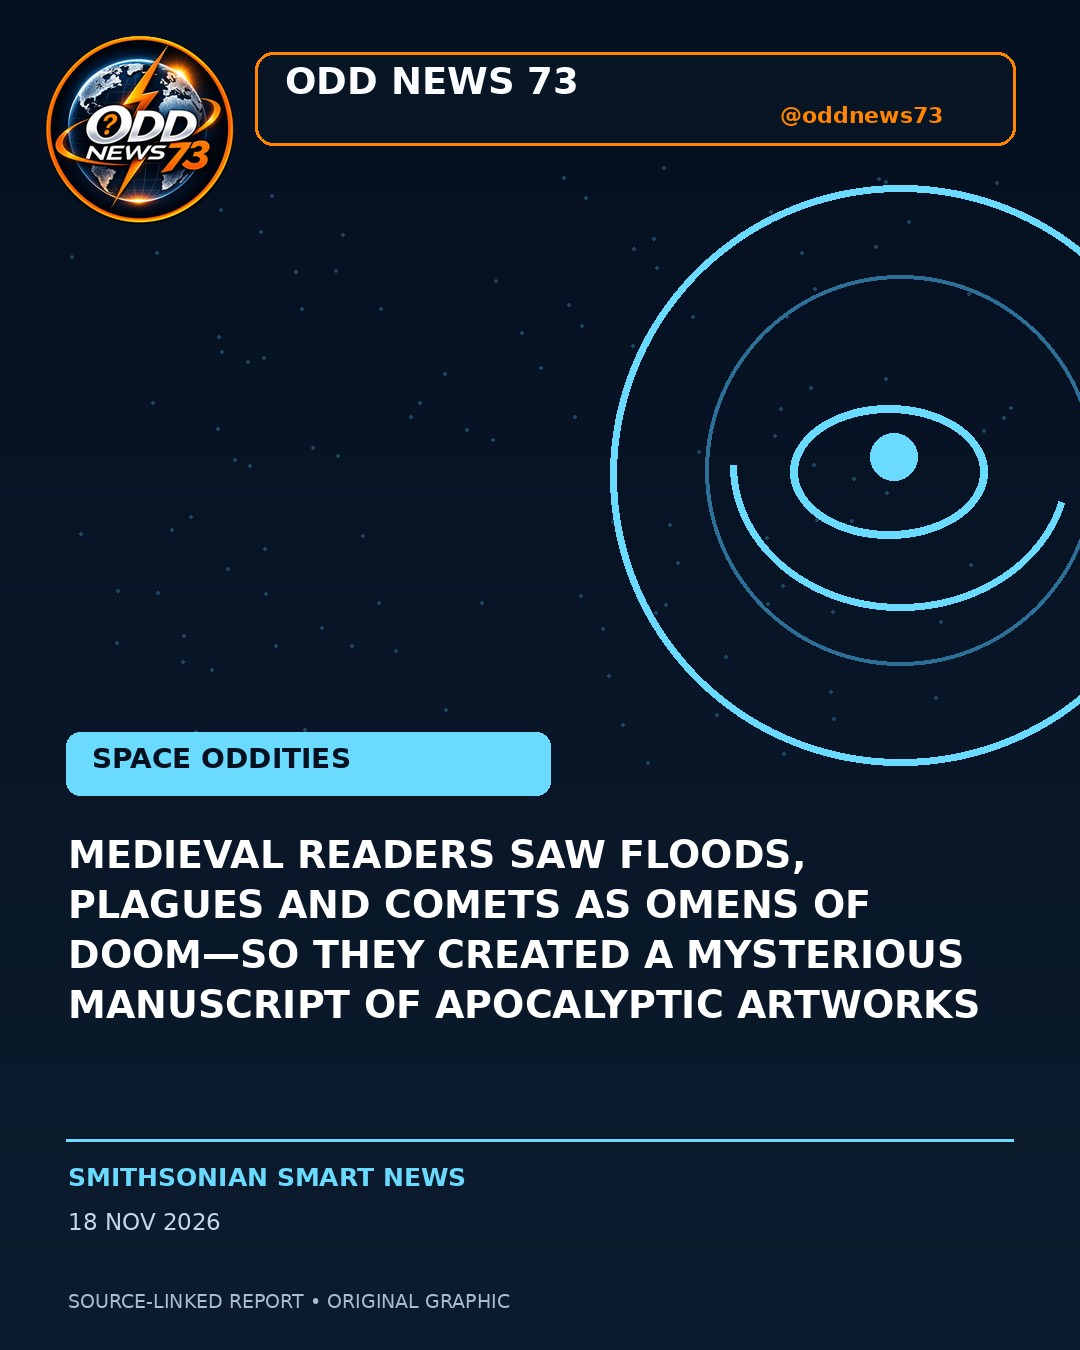 ?
ODD
NEWS 73
ODD NEWS 73
@oddnews73
SPACE ODDITIES
MEDIEVAL READERS SAW FLOODS,
PLAGUES AND COMETS AS OMENS OF
DOOM—SO THEY CREATED A MYSTERIOUS
MANUSCRIPT OF APOCALYPTIC ARTWORKS
SMITHSONIAN SMART NEWS
18 NOV 2026
SOURCE-LINKED REPORT • ORIGINAL GRAPHIC